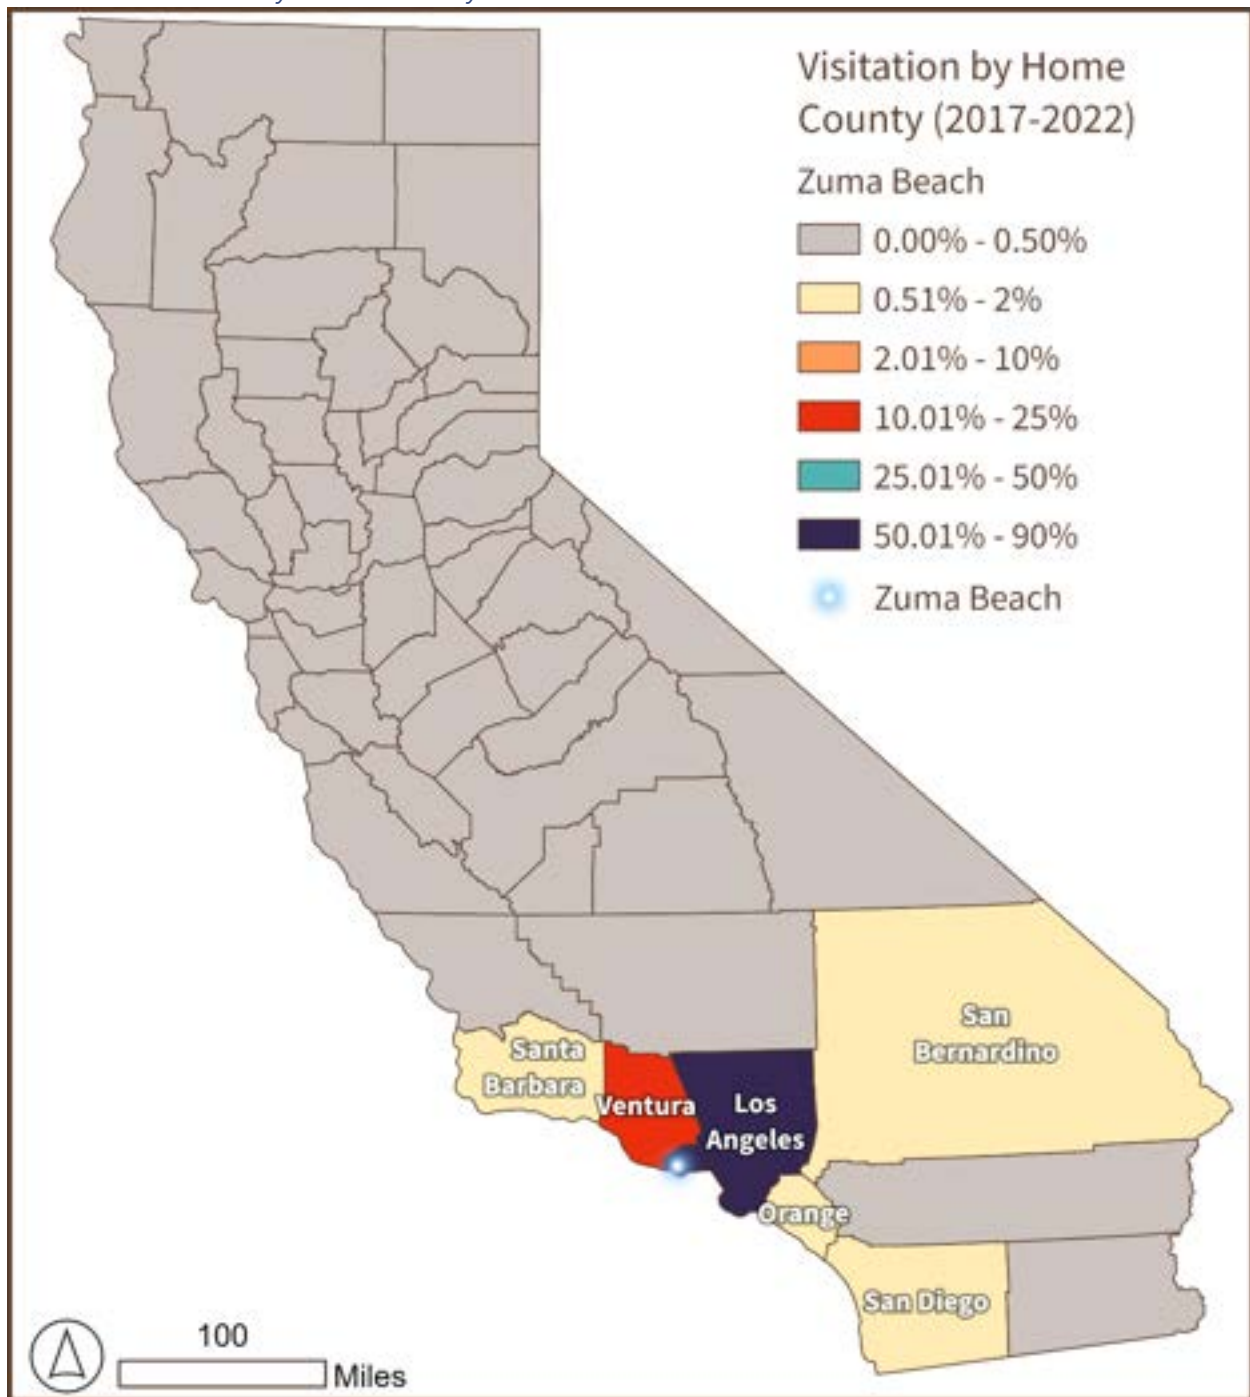 Visitation by Home
County (2017-2022)
Zuma Beach
0.00% - 0.50%
0.51% - 2%
2.01% - 10%
10.01% - 25%
25.01% - 50%
50.01% - 90%
Zuma Beach
San
Bernardino
Santa
Barbara
Ventura
Los
Angeles
Orange
San Diego
100
Miles